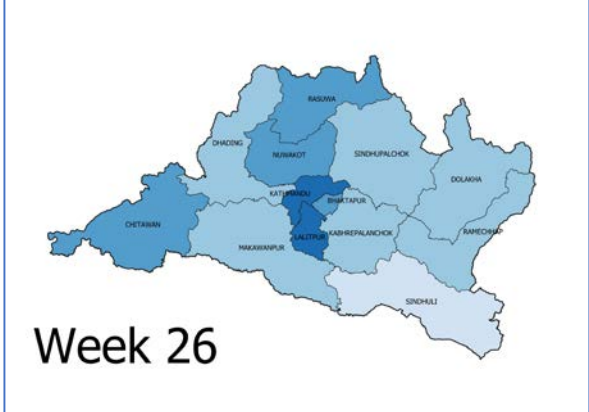 RASUWA
DHADING
NUWAKOT
SINDHUPALCHOK
DOLAKHA
KATHMANDU
BHAKTAPUR
CHITAWAN
LALITPUR
KABHREPALANCHOK
RAMECHHAP
MAKAWANPUR
SINDHULI
Week 26